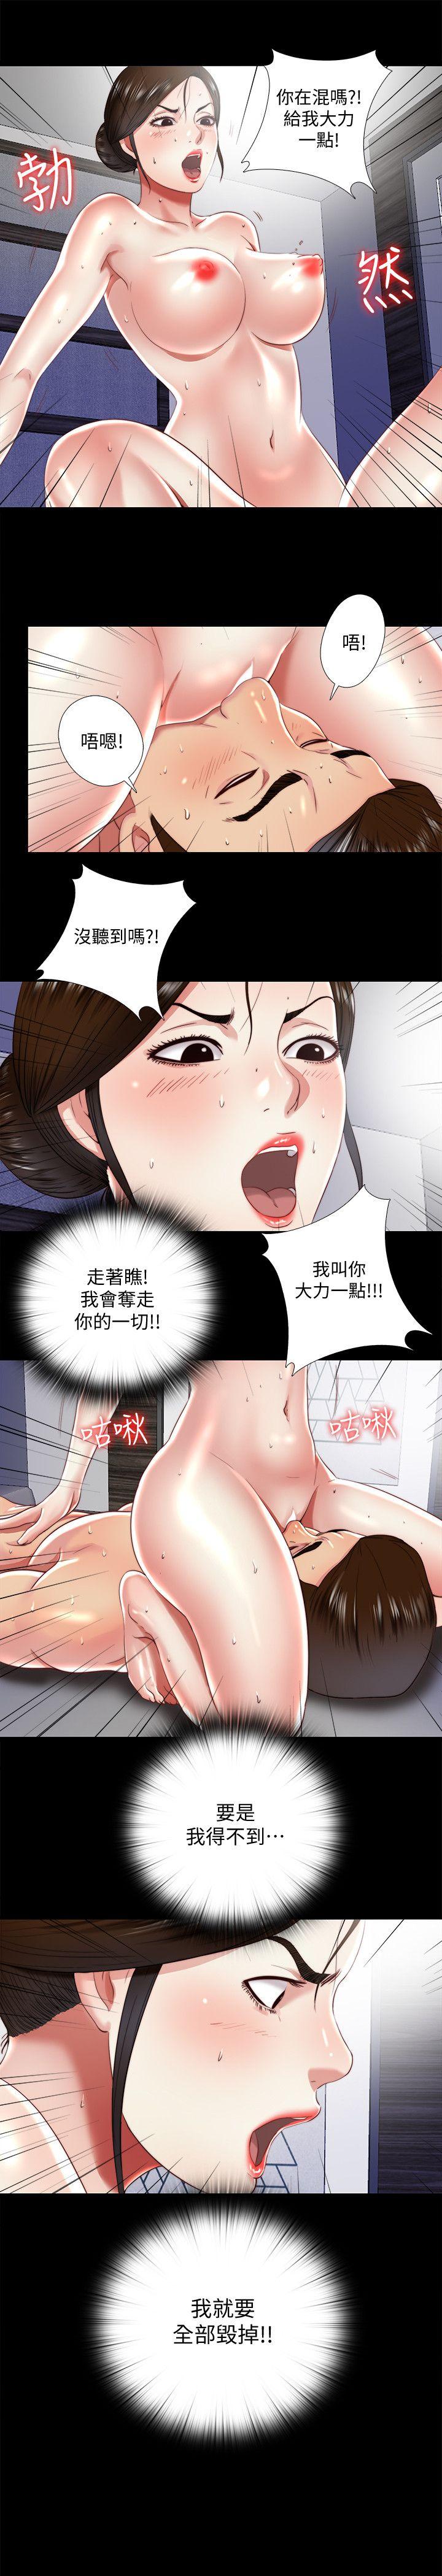 你在混嗎?!
給我大力
一點!
勃
然
唔!
唔嗯!
沒聽到嗎?!
走著瞧!
我會奪走
你的一切!!
我叫你
大力一點!!!
咕啾
咕啾
要是
我得不到⋯
我就要
全部毀掉!!